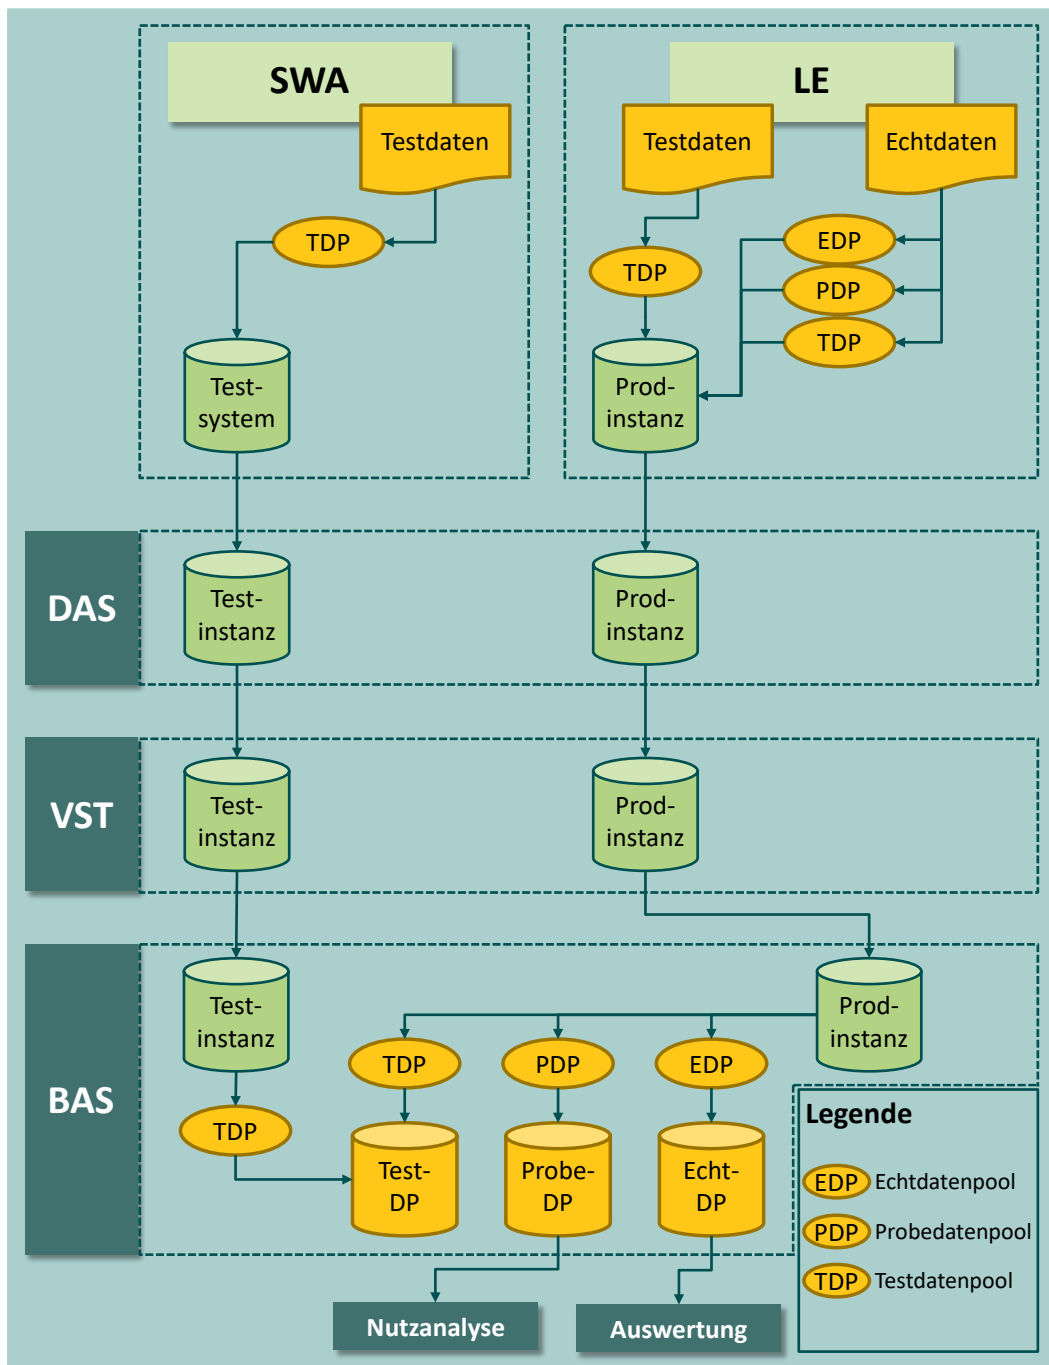 SWA
LE
Testdaten
Testdaten
Echtdaten
TDP
TDP
EDP
PDP
TDP
Test-
system
Prod-
instanz
DAS
Test-
instanz
Prod-
instanz
VST
Test-
instanz
Prod-
instanz
BAS
Test-
instanz
Prod-
instanz
TDP
PDP
EDP
TDP
Test-
DP
Probe-
DP
Echt-
DP
Legende
EDP Echtdatenpool
PDP Probedatenpool
TDP Testdatenpool
Nutzanalyse
Auswertung